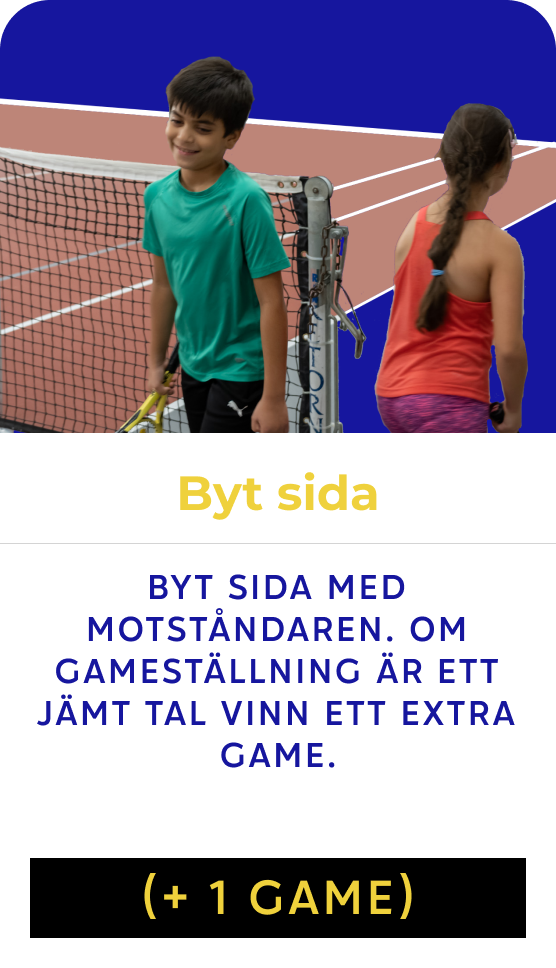 Byt sida
BYT SIDA MED
MOTSTÅNDAREN. OM
GAMESTÄLLNING ÄR ETT
JÄMT TAL VINN ETT EXTRA
GAME.
(+ 1 GAME)